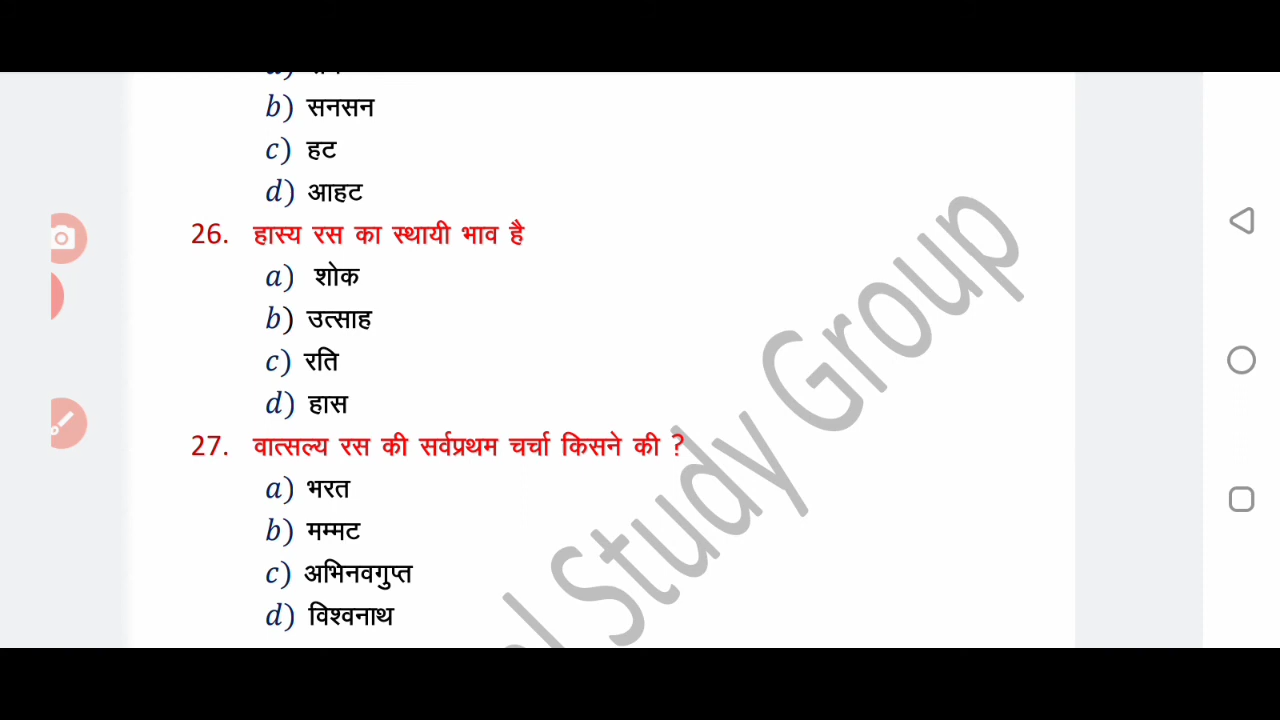 b) सनसन
c) हट
d) आहट
26. हास्य रस का स्थायी भाव है
a) शोक
b) उत्साह
c) रति
d) हास
27. वात्सल्य रस की सर्वप्रथम चर्चा किसने की ?
a) भरत
b) मम्मट
c) अभिनवगुप्त
d) विश्वनाथ
Study Group